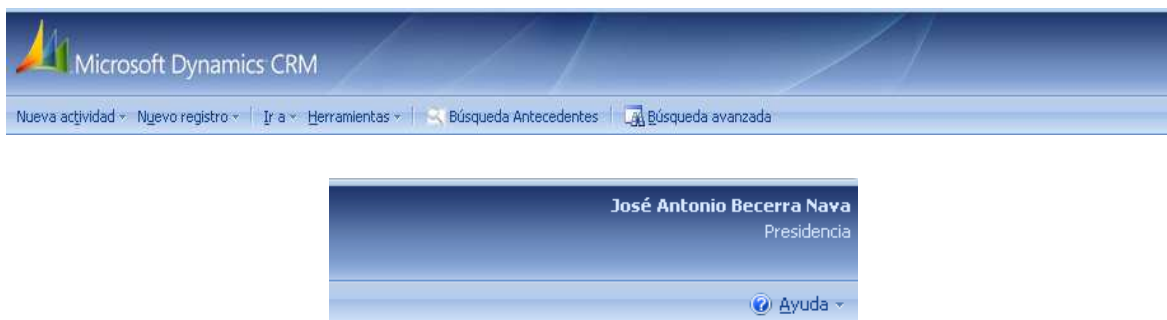 Microsoft Dynamics CRM
Nueva actividad Nuevo registro Ir a Herramientas Búsqueda Antecedentes Búsqueda avanzada
José Antonio Becerra Nava
Presidencia
Ayuda